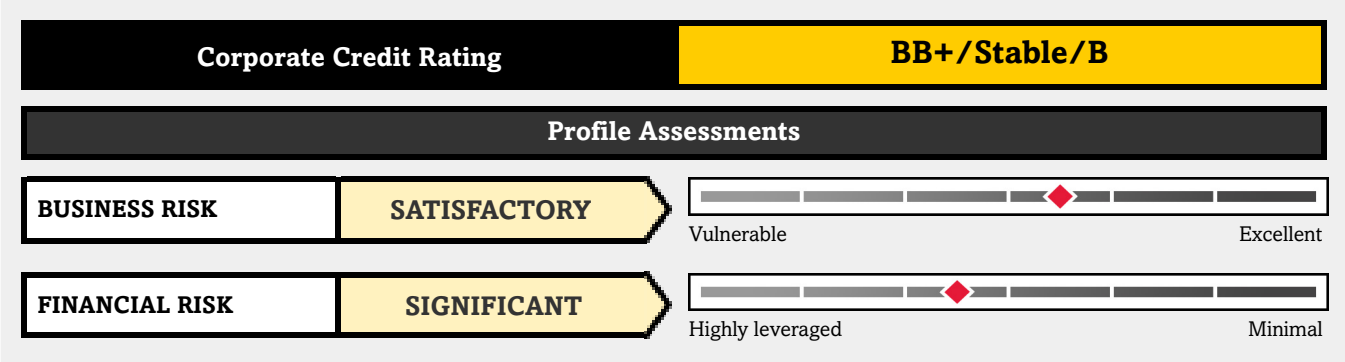 Corporate Credit Rating BB+/Stable/B
Profile Assessments
BUSINESS RISK SATISFACTORY
Vulnerable Excellent
FINANCIAL RISK SIGNIFICANT
Highly leveraged Minimal